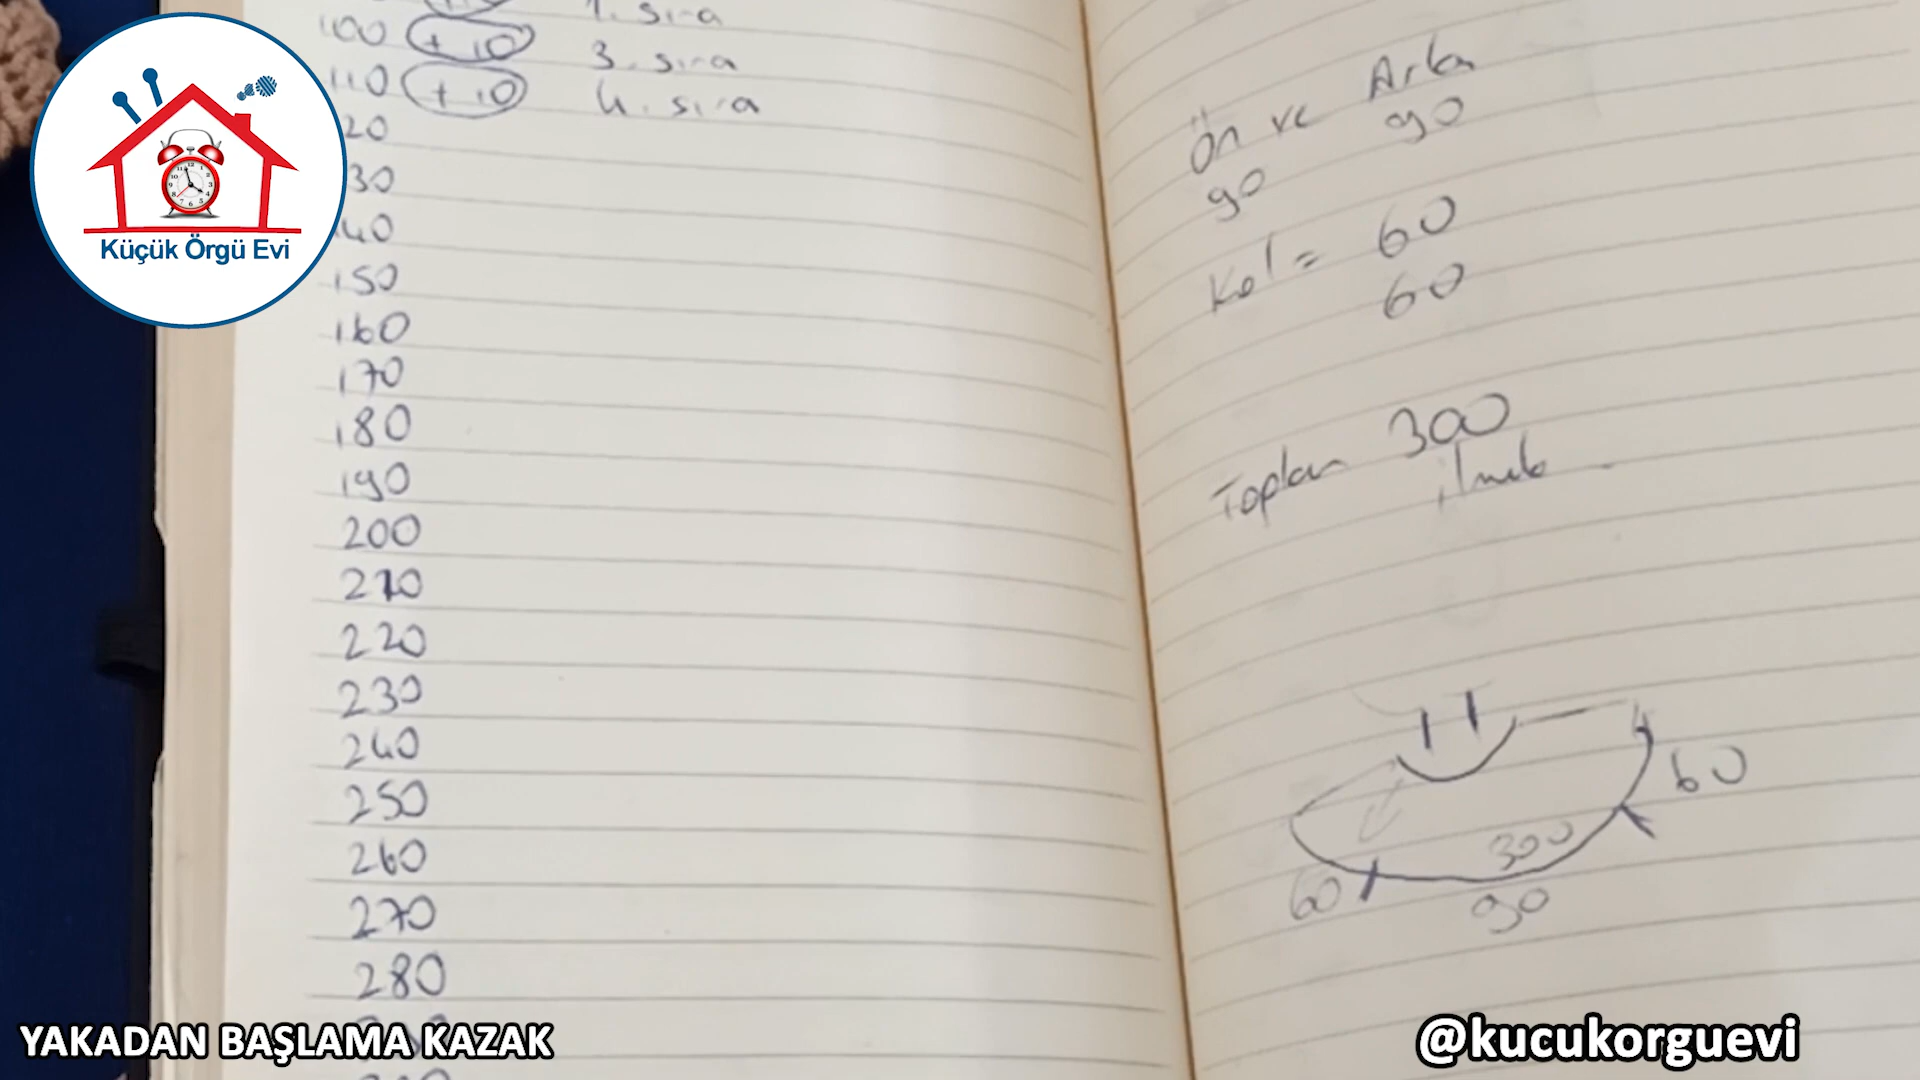 1. sıra
100 +10 3. sıra
110 +10 4. sıra
120
130
140
150
160
170
180
190
200
210
220
230
240
250
260
270
280
Ön ve Arka
90 90
Kol = 60
60
Toplam 300
ilmek
60
300
60
90
Küçük Örgü Evi
YAKADAN BAŞLAMA KAZAK
@kucukorguevi